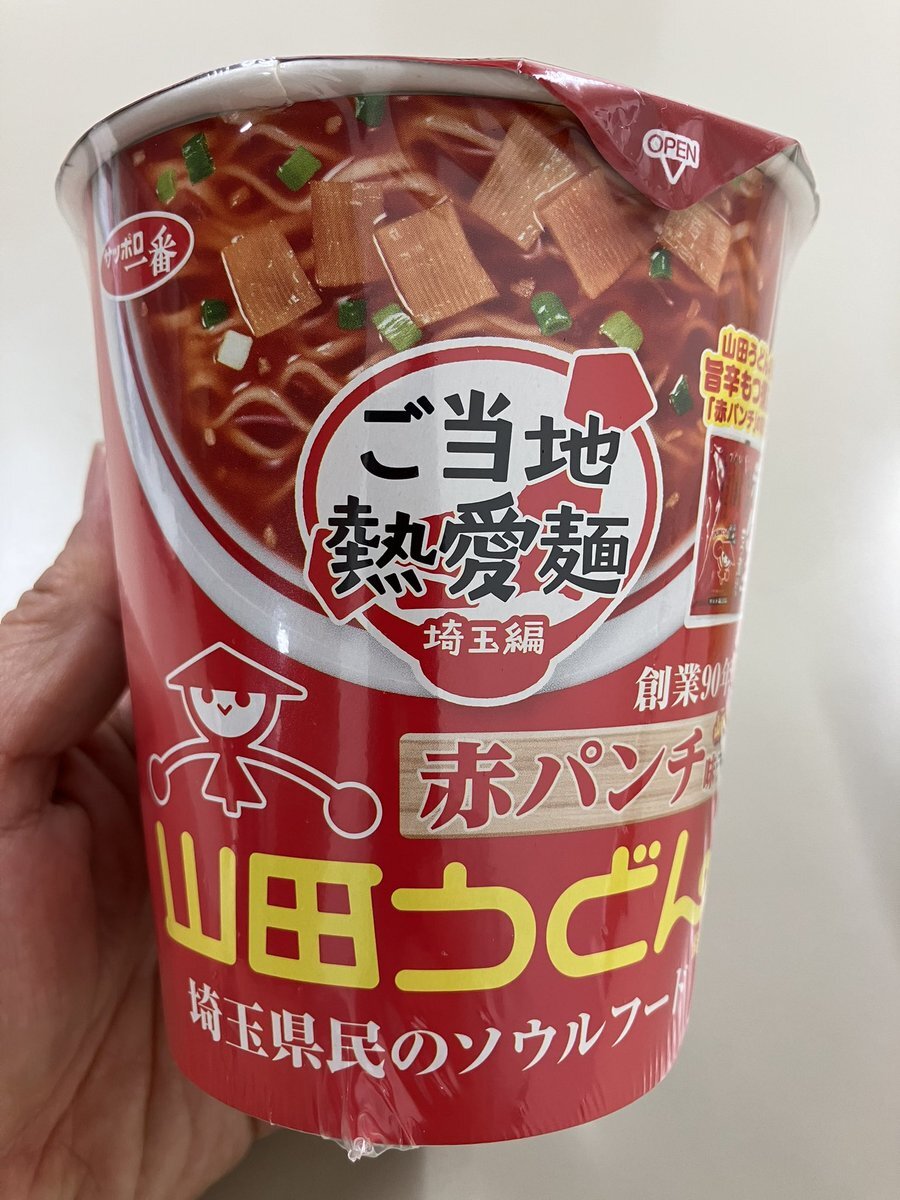 OPEN
サッポロ一番
山田うどん
旨辛もつ
「赤パンチ」
ご当地
熱愛麺
埼玉編
創業90年
赤パンチ
味
山田うどん
埼玉県民のソウルフード